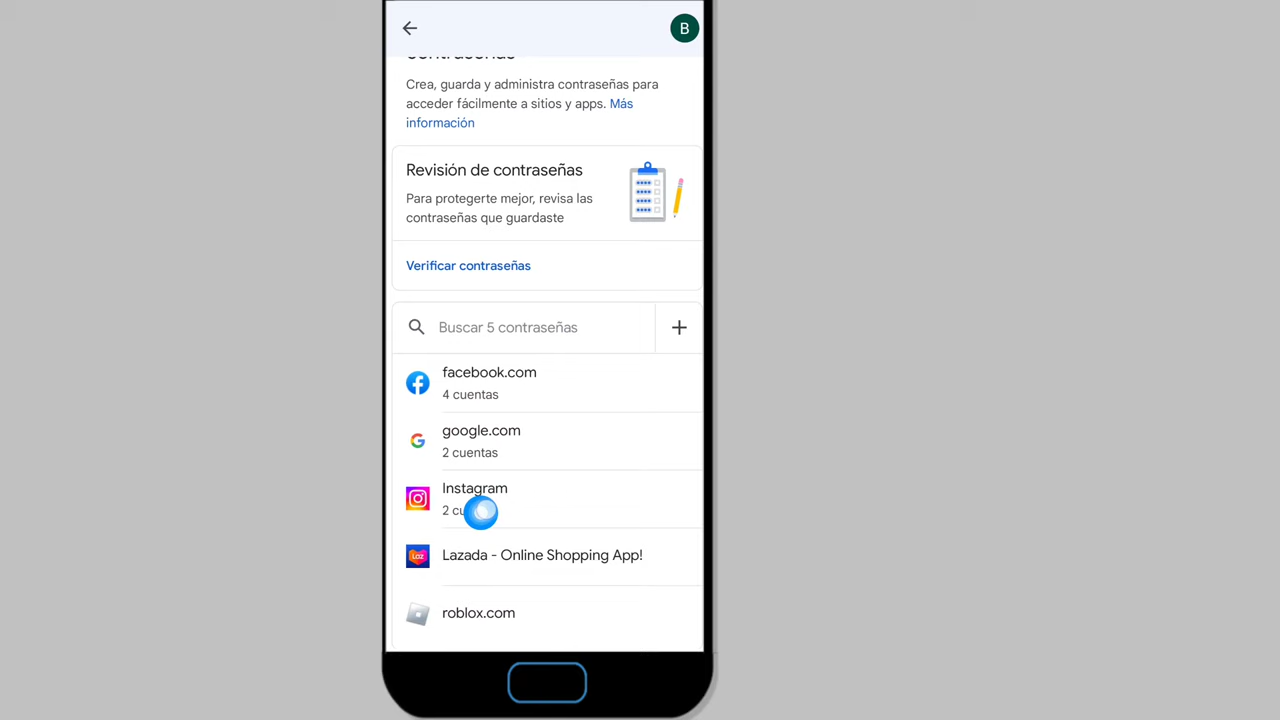 B
Contraseñas
Crea, guarda y administra contraseñas para
acceder fácilmente a sitios y apps. Más
información
Revisión de contraseñas
Para protegerte mejor, revisa las
contraseñas que guardaste
Verificar contraseñas
Buscar 5 contraseñas
facebook.com
4 cuentas
google.com
2 cuentas
Instagram
2 cu
Lazada - Online Shopping App!
roblox.com